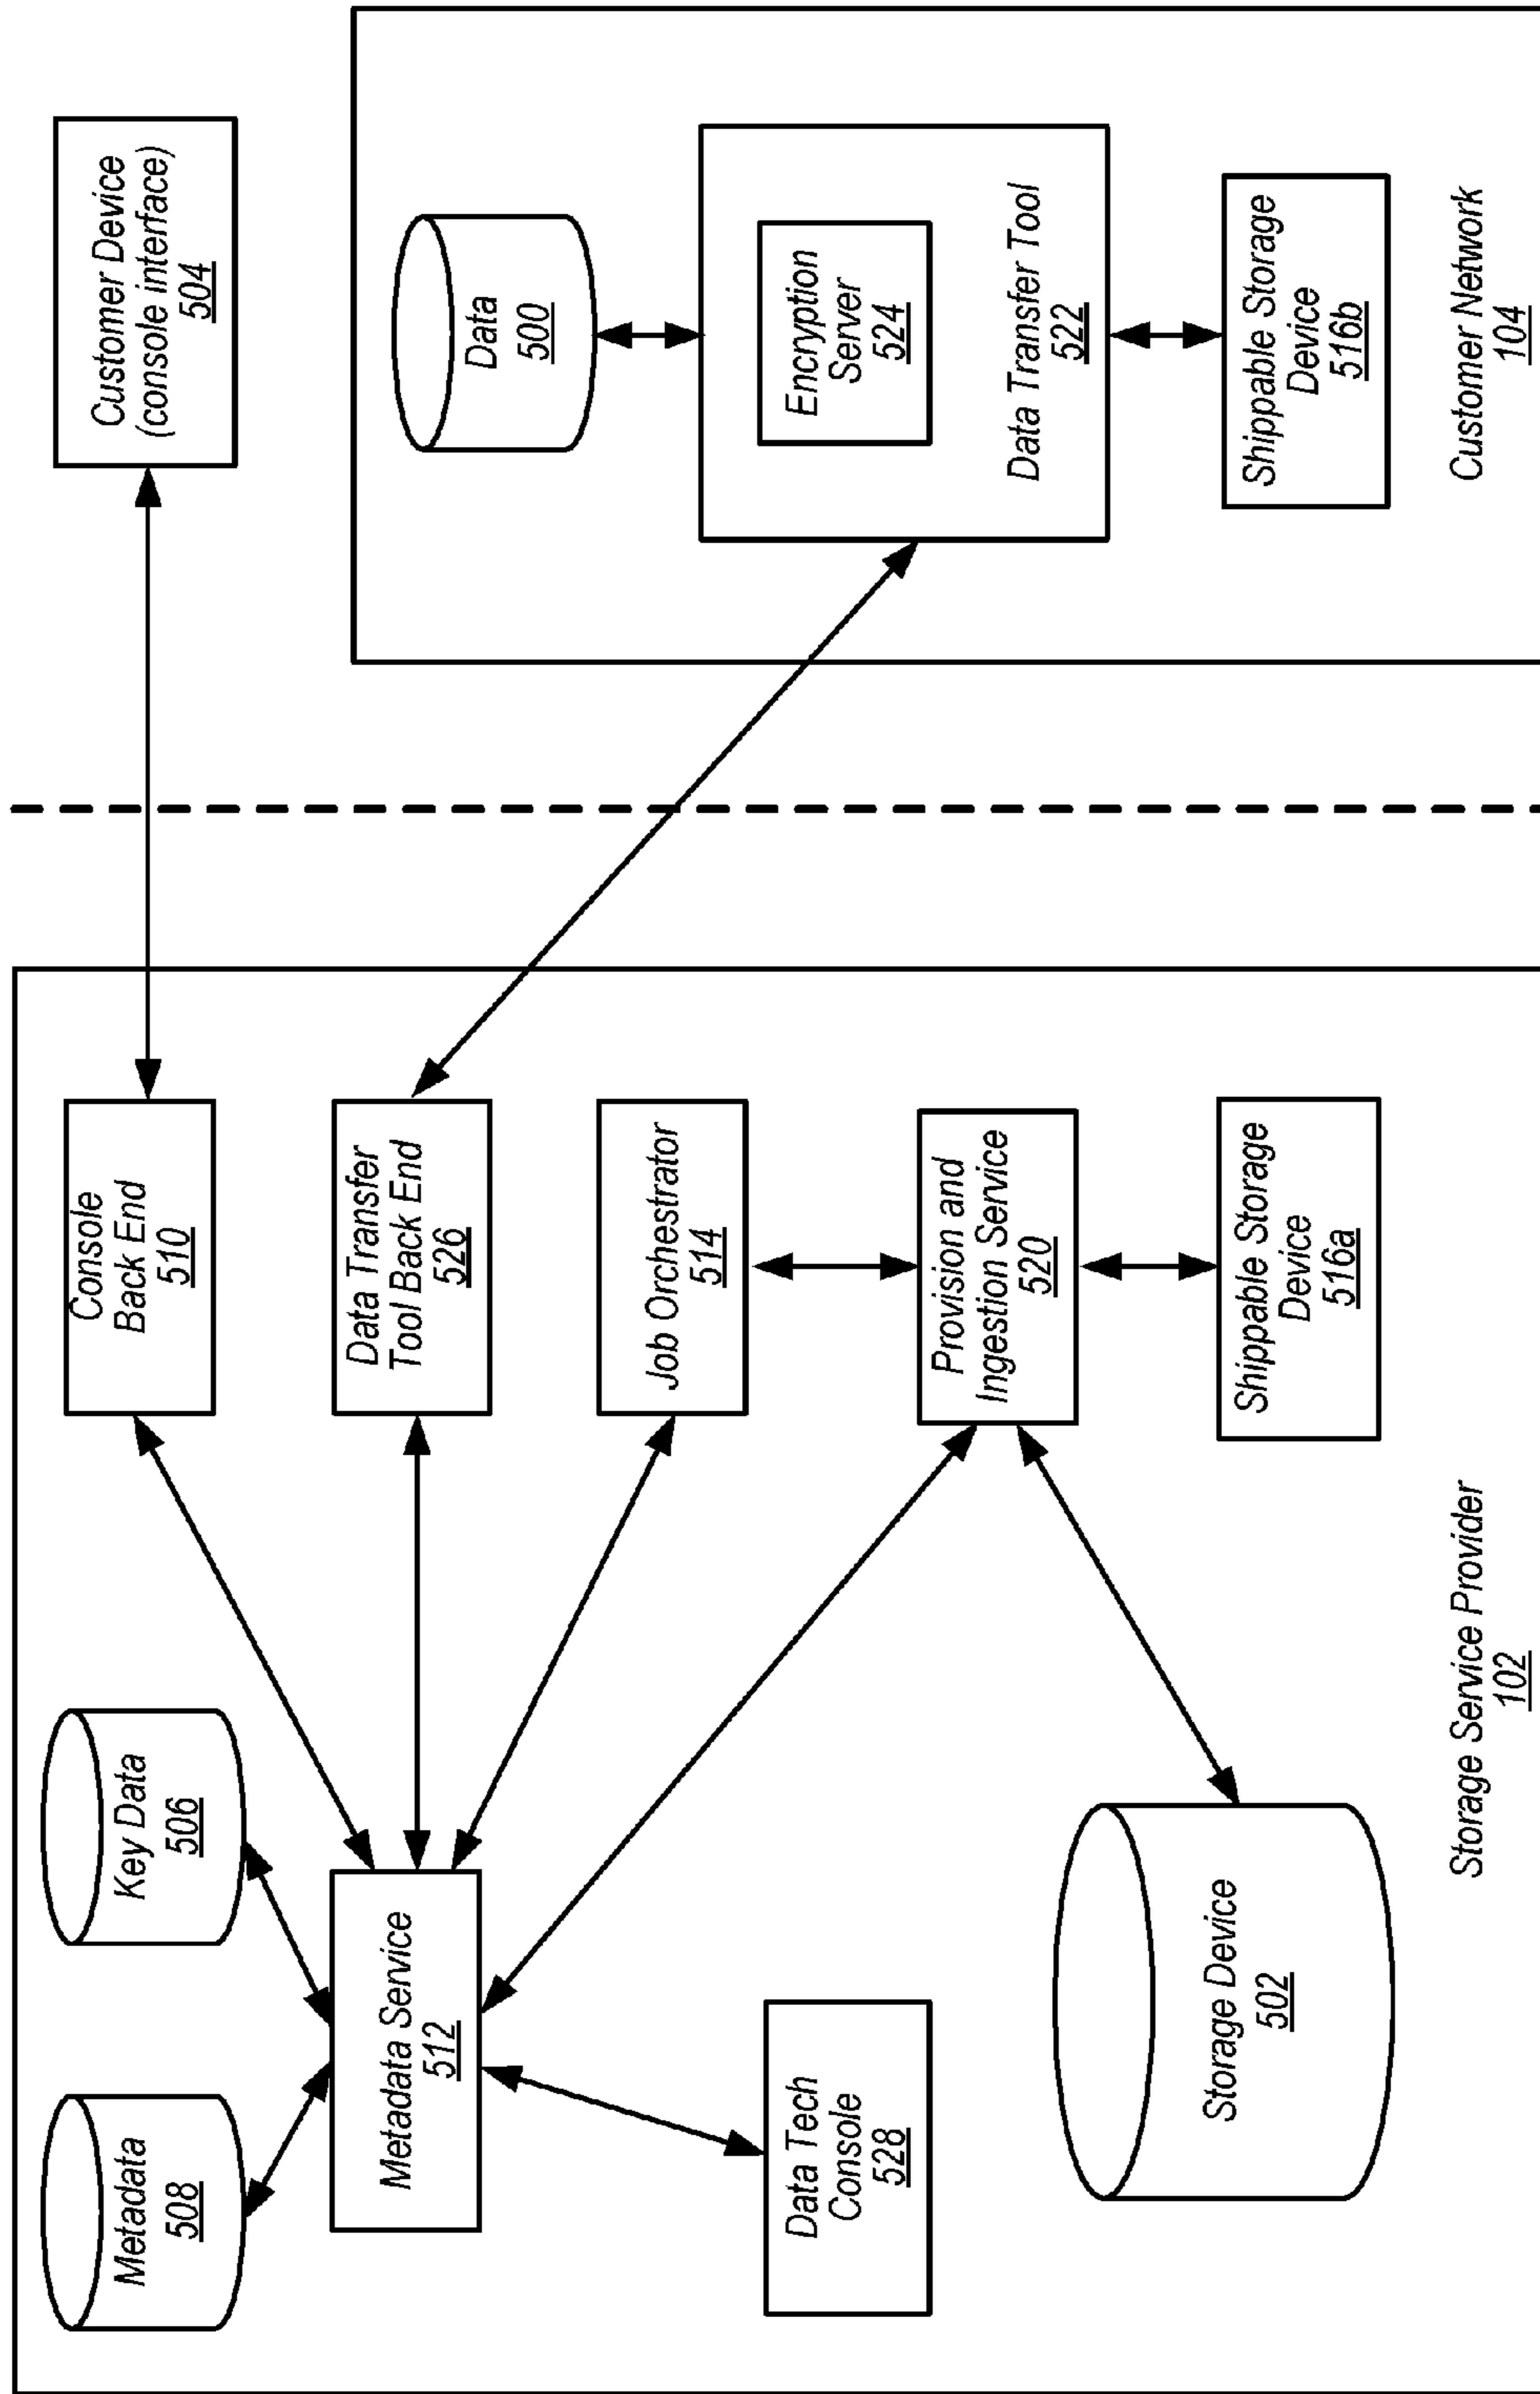 Metadata
508
Key Data
506
Console
Back End
510
Customer Device
(console interface)
504
Metadata Service
512
Data Transfer
Tool Back End
526
Data
500
Job Orchestrator
514
Encryption
Server
524
Data Transfer Tool
522
Data Tech
Console
528
Provision and
Ingestion Service
520
Storage Device
502
Shippable Storage
Device
516a
Shippable Storage
Device
516b
Storage Service Provider
102
Customer Network
104